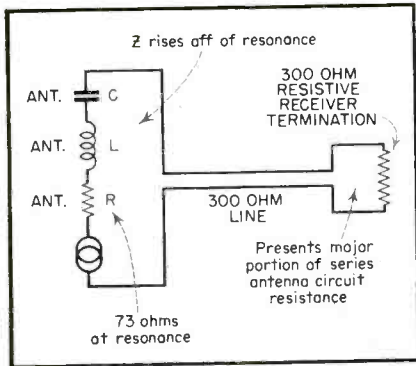 Z rises off of resonance
ANT.
C
ANT.
L
ANT.
R
300 OHM
RESISTIVE
RECEIVER
TERMINATION
300 OHM
LINE
Presents major
portion of series
antenna circuit
resistance
73 ohms
at resonance